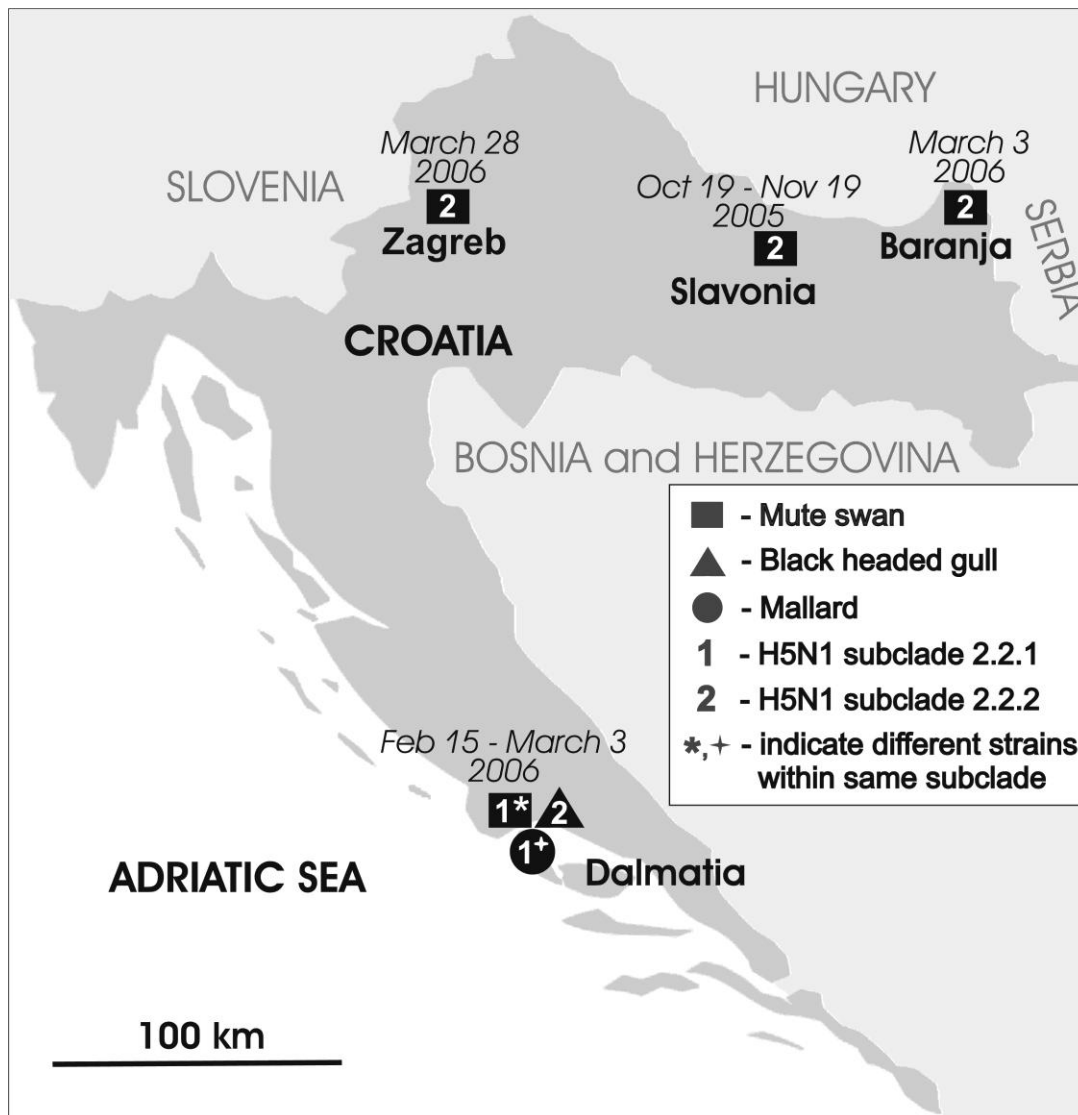 HUNGARY
March 28
2006
SLOVENIA
2
Zagreb
Oct 19 - Nov 19
2005
2
Slavonia
March 3
2006
2
Baranja
SERBIA
CROATIA
BOSNIA and HERZEGOVINA
- Mute swan
- Black headed gull
- Mallard
1 - H5N1 subclade 2.2.1
2 - H5N1 subclade 2.2.2
*,+ - indicate different strains
within same subclade
Feb 15 - March 3
2006
1* 2
1+
Dalmatia
ADRIATIC SEA
100 km